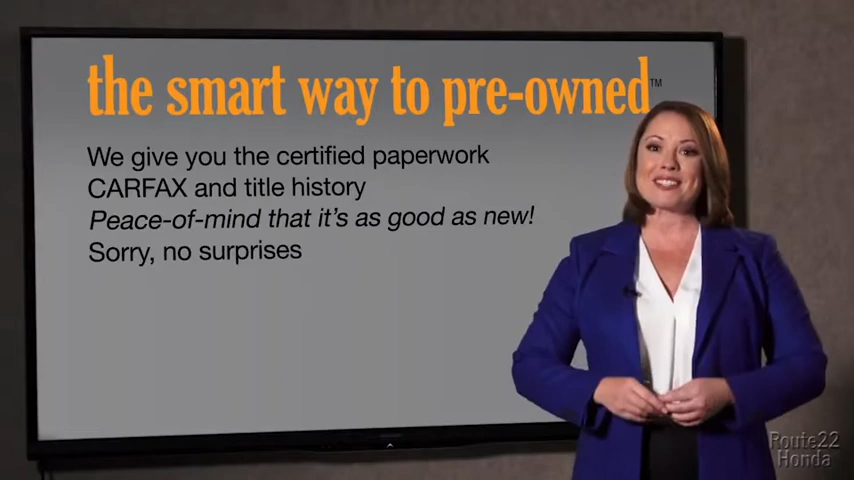 the smart way to pre-owned™
We give you the certified paperwork
CARFAX and title history
Peace-of-mind that it's as good as new!
Sorry, no surprises
Route22
Honda